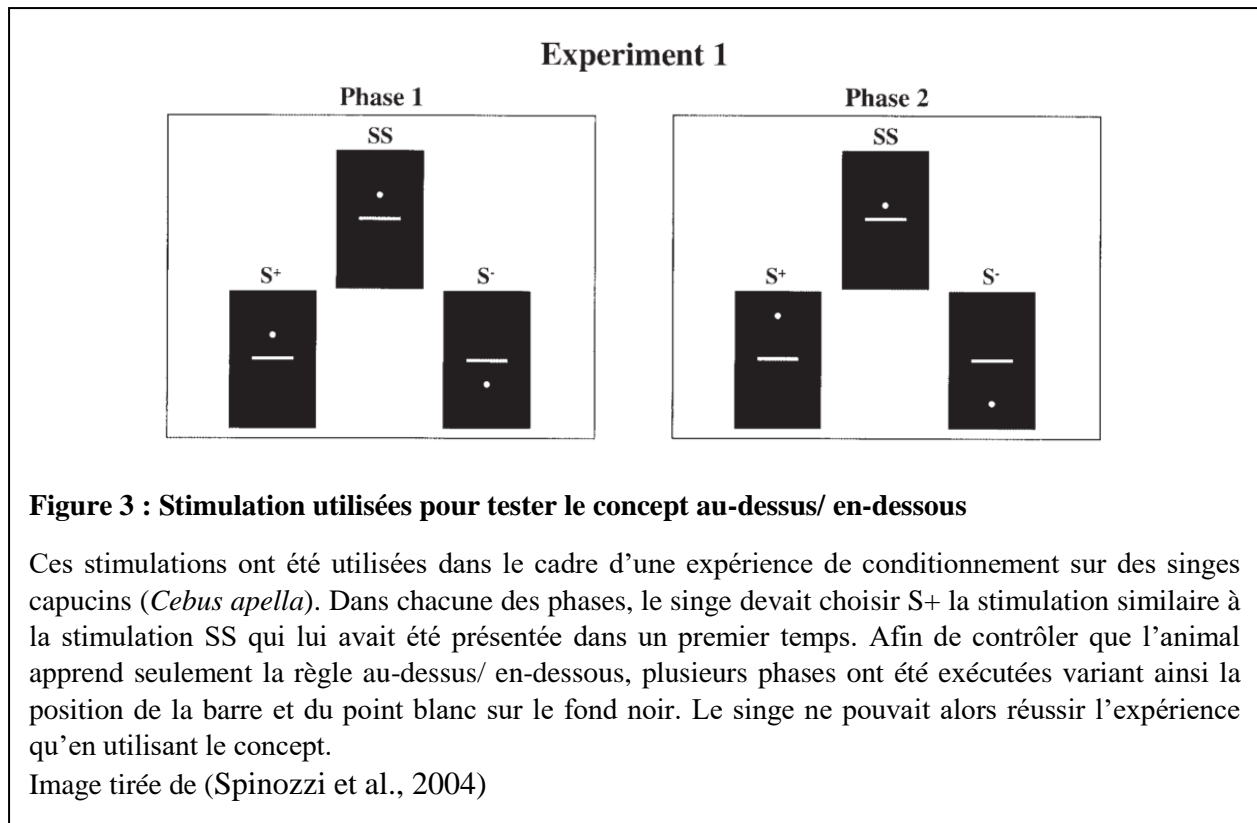 Experiment 1
Phase 1
Phase 2
SS
SS
S+
S-
S+
S-
Figure 3 : Stimulation utilisées pour tester le concept au-dessus/ en-dessous
Ces stimulations ont été utilisées dans le cadre d’une expérience de conditionnement sur des singes
capucins (Cebus apella). Dans chacune des phases, le singe devait choisir S+ la stimulation similaire à
la stimulation SS qui lui avait été présentée dans un premier temps. Afin de contrôler que l’animal
apprend seulement la règle au-dessus/ en-dessous, plusieurs phases ont été exécutées variant ainsi la
position de la barre et du point blanc sur le fond noir. Le singe ne pouvait alors réussir l’expérience
qu’en utilisant le concept.
Image tirée de (Spinozzi et al., 2004)